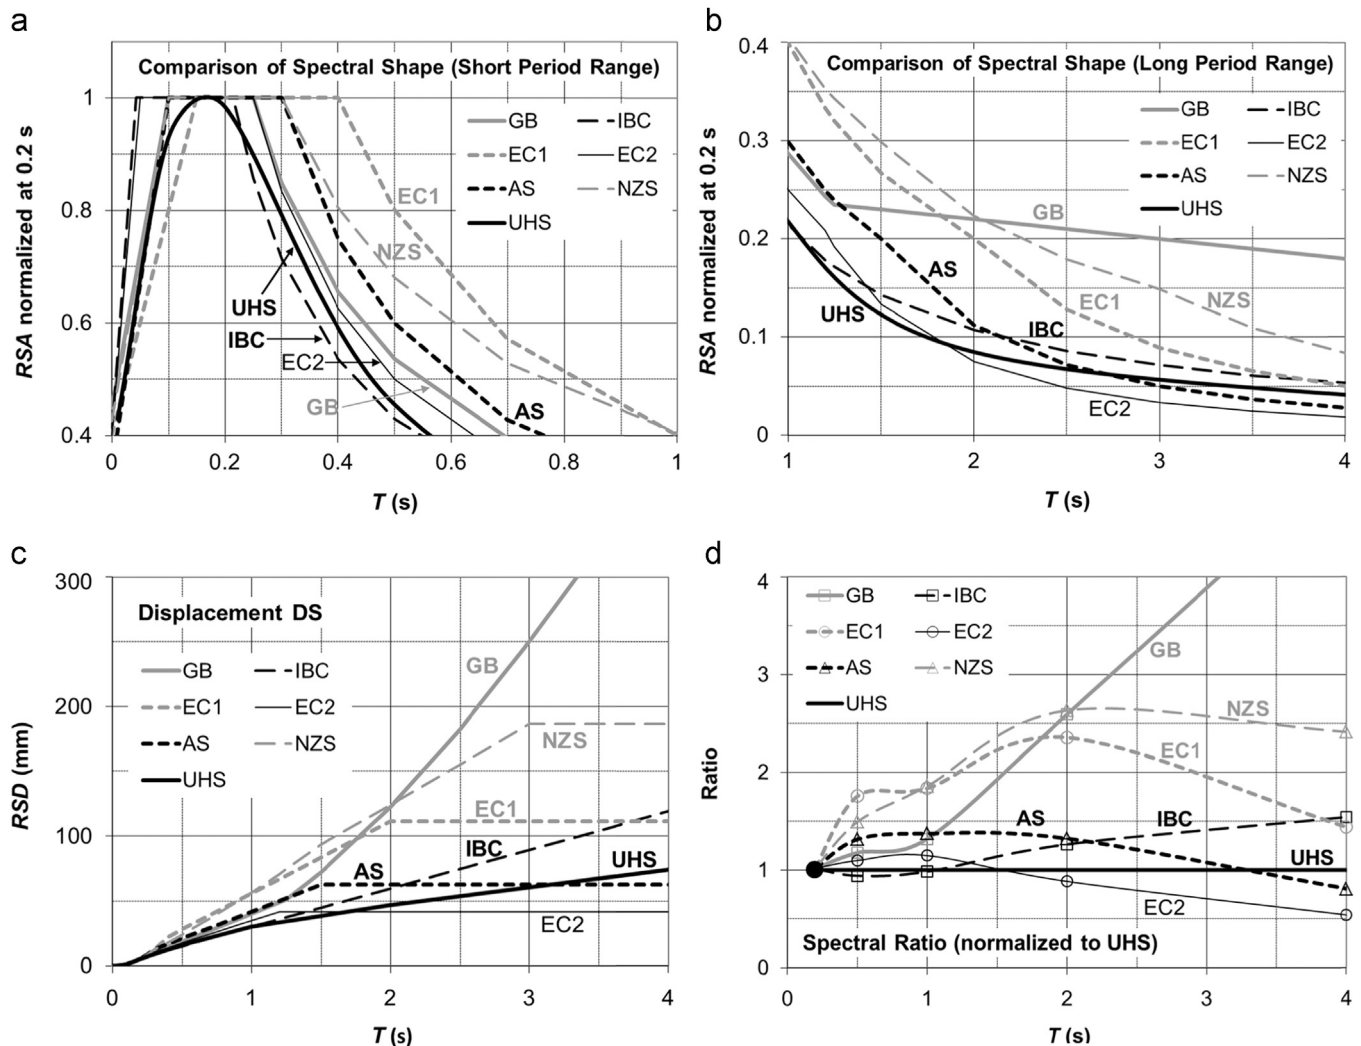 a
Comparison of Spectral Shape (Short Period Range)
RSA normalized at 0.2 s
1
0.8
0.6
0.4
0
0.2
0.4
0.6
0.8
1
T (s)
GB
IBC
EC1
EC2
AS
NZS
UHS
EC1
NZS
UHS
IBC
EC2
GB
AS
b
Comparison of Spectral Shape (Long Period Range)
RSA normalized at 0.2 s
0.4
0.3
0.2
0.1
0
1
2
3
4
T (s)
GB
IBC
EC1
EC2
AS
NZS
UHS
GB
AS
EC1
NZS
UHS
IBC
EC2
c
Displacement DS
RSD (mm)
300
200
100
0
0
1
2
3
4
T (s)
GB
IBC
EC1
EC2
AS
NZS
UHS
GB
NZS
EC1
IBC
AS
UHS
EC2
d
Ratio
4
3
2
1
0
0
1
2
3
4
T (s)
GB
IBC
EC1
EC2
AS
NZS
UHS
GB
NZS
EC1
AS
IBC
UHS
EC2
Spectral Ratio (normalized to UHS)